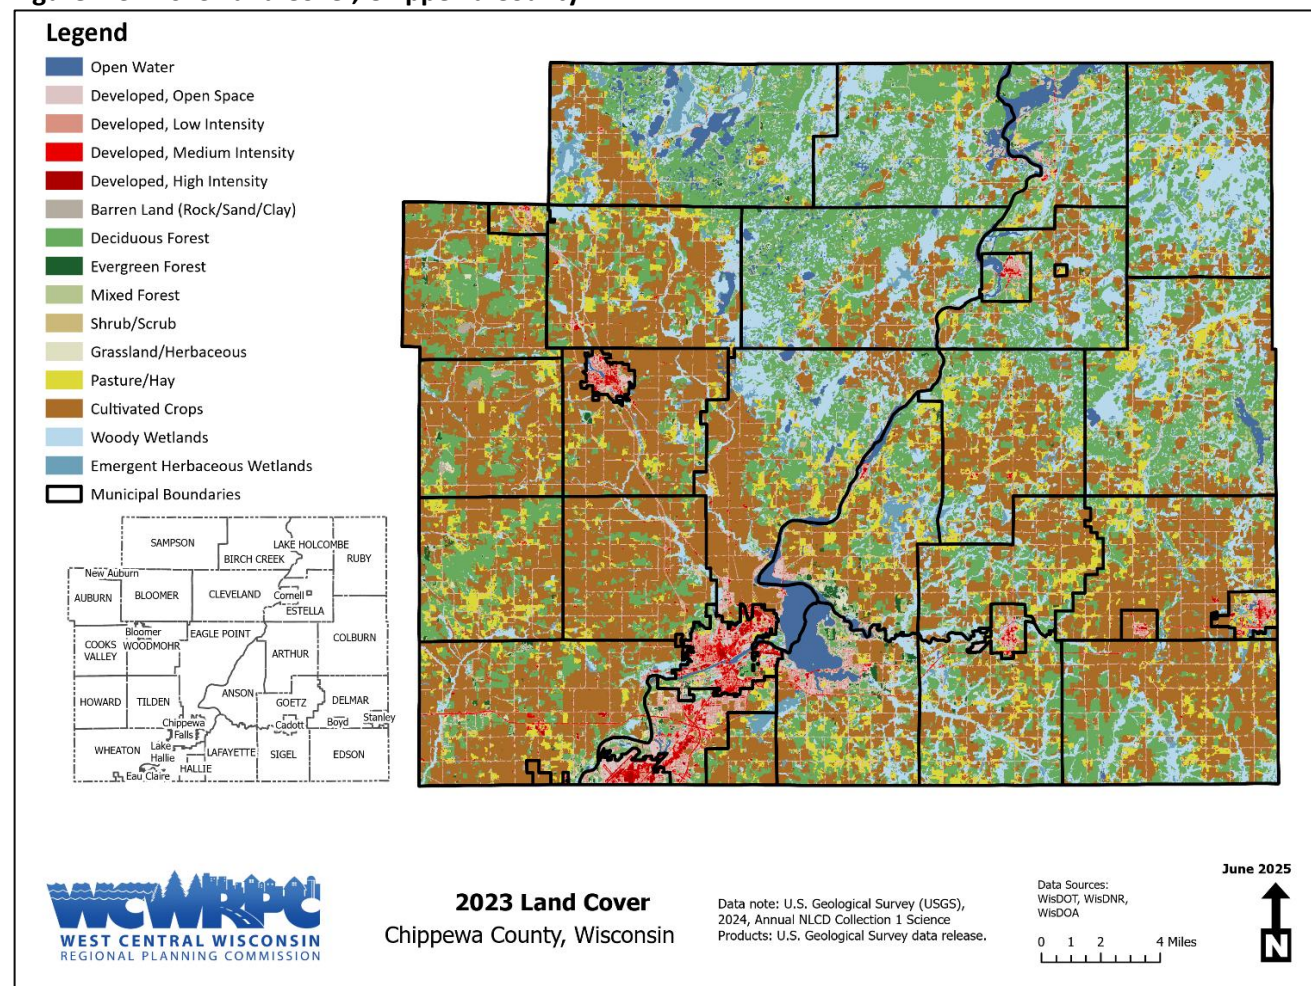 Legend
Open Water
Developed, Open Space
Developed, Low Intensity
Developed, Medium Intensity
Developed, High Intensity
Barren Land (Rock/Sand/Clay)
Deciduous Forest
Evergreen Forest
Mixed Forest
Shrub/Scrub
Grassland/Herbaceous
Pasture/Hay
Cultivated Crops
Woody Wetlands
Emergent Herbaceous Wetlands
Municipal Boundaries
SAMPSON
LAKE HOLCOMBE
BIRCH CREEK
RUBY
New Auburn
AUBURN
BLOOMER
CLEVELAND
Cornell
ESTELLA
Bloomer
EAGLE POINT
COLBURN
COOKS
VALLEY
WOODMOHR
ARTHUR
HOWARD
TILDEN
ANSON
GOETZ
DELMAR
Chippewa
Falls
Cadott
Boyd
Stanley
WHEATON
Lake
Hallie
LAFAYETTE
SIGEL
EDSON
HALLIE
Eau Claire
WCWRPC
WEST CENTRAL WISCONSIN
REGIONAL PLANNING COMMISSION
2023 Land Cover
Chippewa County, Wisconsin
Data note: U.S. Geological Survey (USGS),
2024, Annual NLCD Collection 1 Science
Products: U.S. Geological Survey data release.
Data Sources:
WisDOT, WisDNR,
WisDOA
0 1 2 4 Miles
June 2025
N